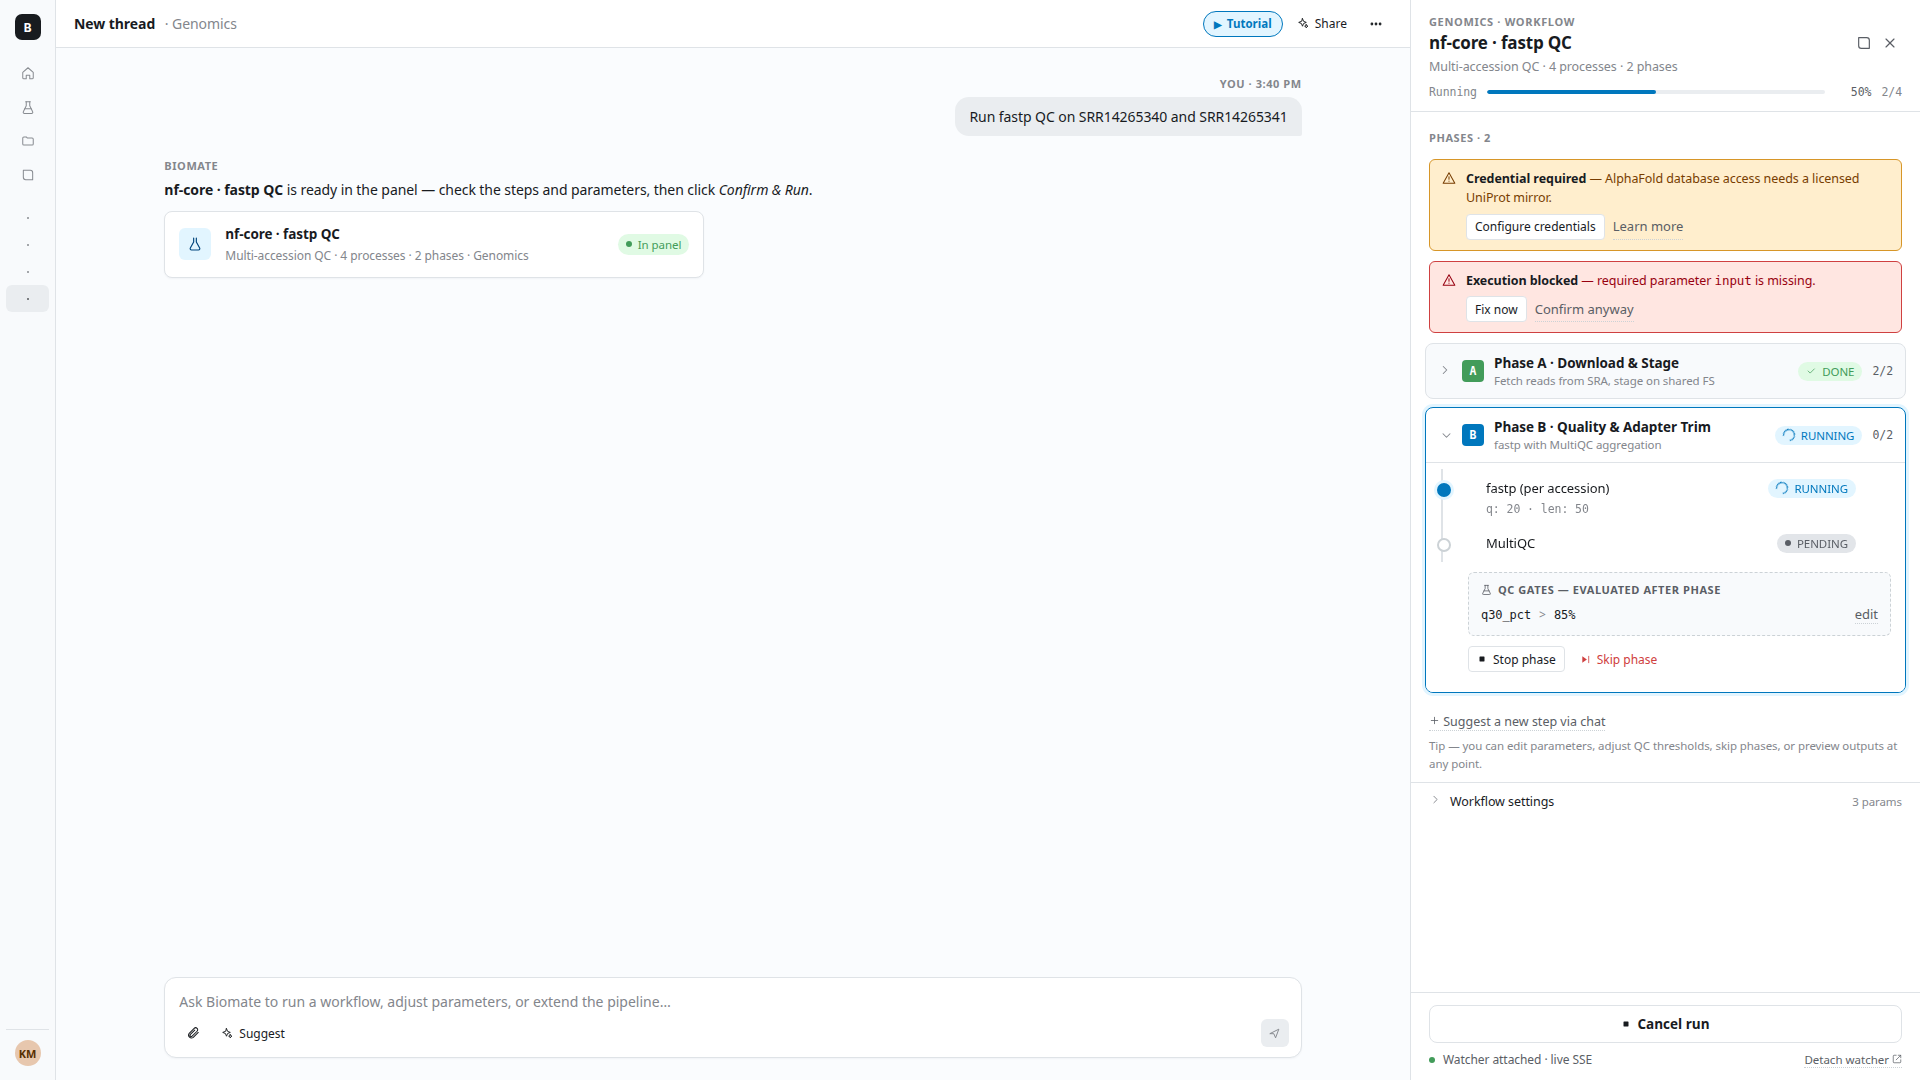 B
New thread · Genomics
Tutorial
Share
YOU · 3:40 PM
Run fastp QC on SRR14265340 and SRR14265341
BIOMATE
nf-core · fastp QC is ready in the panel — check the steps and parameters, then click Confirm & Run.
nf-core · fastp QC
Multi-accession QC · 4 processes · 2 phases · Genomics
In panel
Ask Biomate to run a workflow, adjust parameters, or extend the pipeline...
Suggest
KM
GENOMICS · WORKFLOW
nf-core · fastp QC
Multi-accession QC · 4 processes · 2 phases
Running 50% 2/4
PHASES · 2
Credential required — AlphaFold database access needs a licensed
UniProt mirror.
Configure credentials Learn more
Execution blocked — required parameter input is missing.
Fix now Confirm anyway
A
Phase A · Download & Stage
Fetch reads from SRA, stage on shared FS
DONE 2/2
B
Phase B · Quality & Adapter Trim
fastp with MultiQC aggregation
RUNNING 0/2
fastp (per accession)
RUNNING
q: 20 · len: 50
MultiQC
PENDING
QC GATES — EVALUATED AFTER PHASE
q30_pct > 85%
edit
Stop phase
Skip phase
+ Suggest a new step via chat
Tip — you can edit parameters, adjust QC thresholds, skip phases, or preview outputs at
any point.
Workflow settings
3 params
Cancel run
Watcher attached · live SSE
Detach watcher